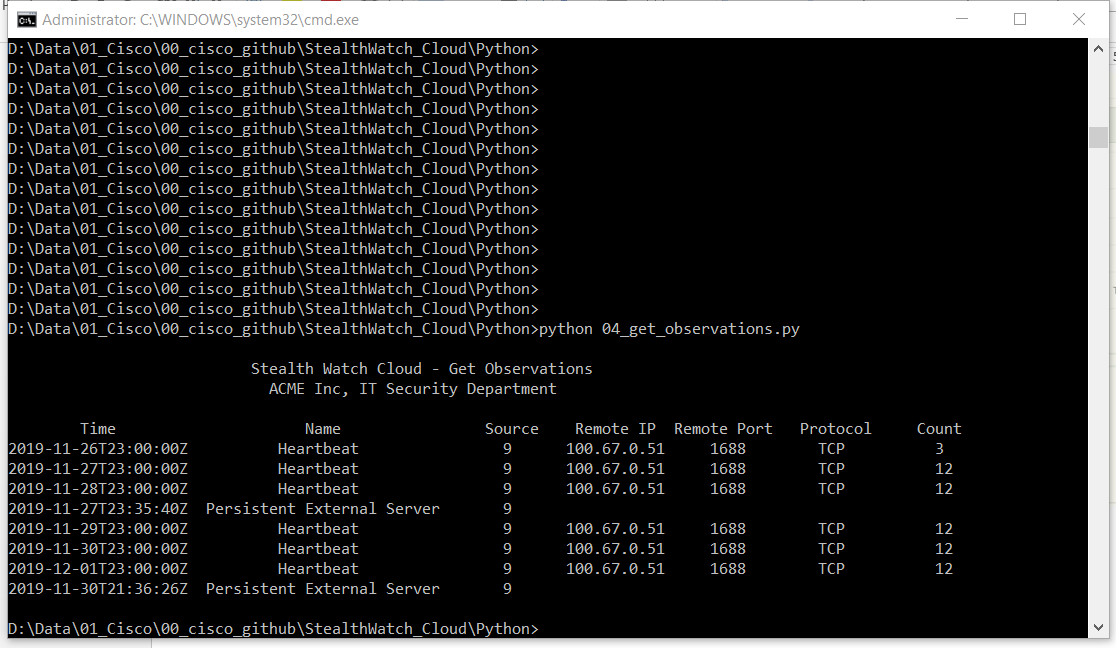 Administrator: C:\WINDOWS\system32\cmd.exe
D:\Data\01_Cisco\00_cisco_github\StealthWatch_Cloud\Python>
D:\Data\01_Cisco\00_cisco_github\StealthWatch_Cloud\Python>
D:\Data\01_Cisco\00_cisco_github\StealthWatch_Cloud\Python>
D:\Data\01_Cisco\00_cisco_github\StealthWatch_Cloud\Python>
D:\Data\01_Cisco\00_cisco_github\StealthWatch_Cloud\Python>
D:\Data\01_Cisco\00_cisco_github\StealthWatch_Cloud\Python>
D:\Data\01_Cisco\00_cisco_github\StealthWatch_Cloud\Python>
D:\Data\01_Cisco\00_cisco_github\StealthWatch_Cloud\Python>
D:\Data\01_Cisco\00_cisco_github\StealthWatch_Cloud\Python>
D:\Data\01_Cisco\00_cisco_github\StealthWatch_Cloud\Python>
D:\Data\01_Cisco\00_cisco_github\StealthWatch_Cloud\Python>
D:\Data\01_Cisco\00_cisco_github\StealthWatch_Cloud\Python>
D:\Data\01_Cisco\00_cisco_github\StealthWatch_Cloud\Python>
D:\Data\01_Cisco\00_cisco_github\StealthWatch_Cloud\Python>
D:\Data\01_Cisco\00_cisco_github\StealthWatch_Cloud\Python>python 04_get_observations.py
Stealth Watch Cloud - Get Observations
ACME Inc, IT Security Department
Time Name Source Remote IP Remote Port Protocol Count
2019-11-26T23:00:00Z Heartbeat 9 100.67.0.51 1688 TCP 3
2019-11-27T23:00:00Z Heartbeat 9 100.67.0.51 1688 TCP 12
2019-11-28T23:00:00Z Heartbeat 9 100.67.0.51 1688 TCP 12
2019-11-27T23:35:40Z Persistent External Server 9
2019-11-29T23:00:00Z Heartbeat 9 100.67.0.51 1688 TCP 12
2019-11-30T23:00:00Z Heartbeat 9 100.67.0.51 1688 TCP 12
2019-12-01T23:00:00Z Heartbeat 9 100.67.0.51 1688 TCP 12
2019-11-30T21:36:26Z Persistent External Server 9
D:\Data\01_Cisco\00_cisco_github\StealthWatch_Cloud\Python>